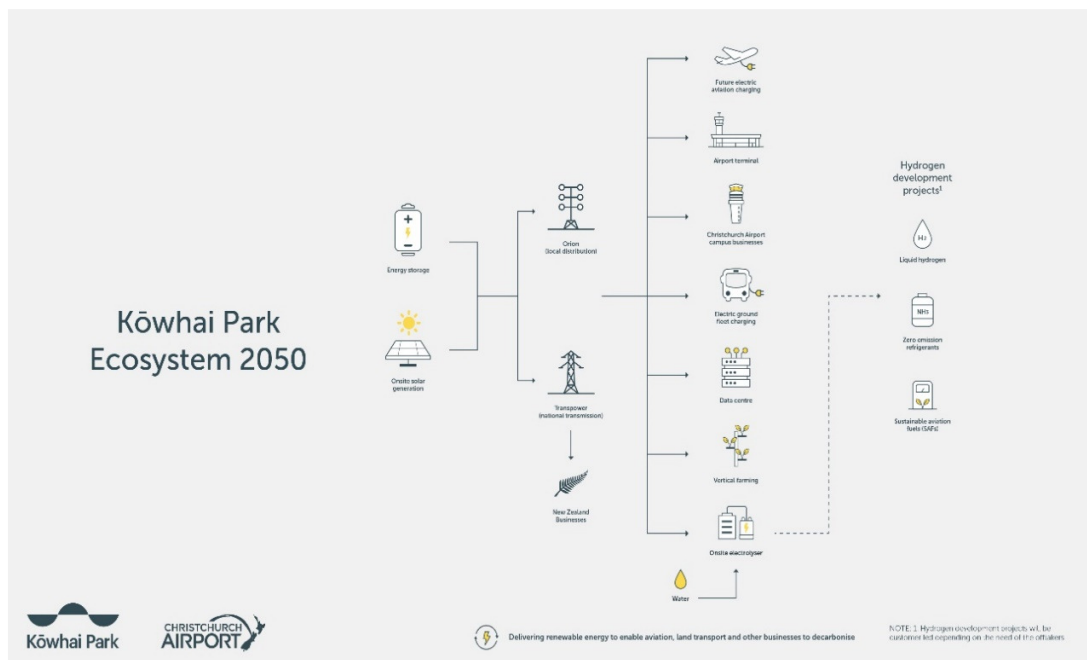 Kōwhai Park
Ecosystem 2050
Energy storage
Onsite solar
generation
Orion
(local distribution)
Transpower
(national transmission)
New Zealand
Businesses
Future electric
aviation charging
Airport terminal
Christchurch Airport
campus businesses
Electric ground
fleet charging
Data centre
Vertical farming
Onsite electrolyser
Water
Hydrogen
development
projects¹
H₂
Liquid hydrogen
NH₃
Zero emission
refrigerants
Sustainable aviation
fuels (SAFs)
Kōwhai Park
CHRISTCHURCH
AIRPORT
Delivering renewable energy to enable aviation, land transport and other businesses to decarbonise
NOTE: 1. Hydrogen development projects will be
customer led depending on the need of the offtakers